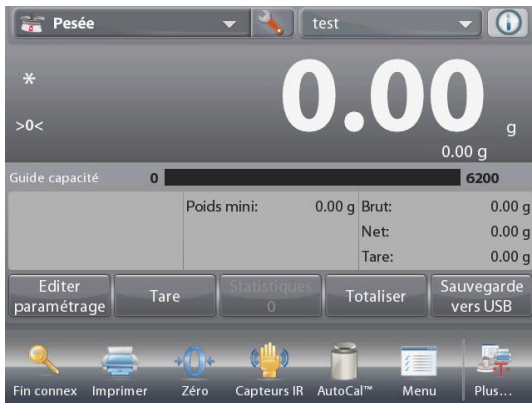 Pesée
test
*
0.00
>0<
g
0.00 g
Guide capacité 0 6200
Poids mini: 0.00 g Brut: 0.00 g
Net: 0.00 g
Tare: 0.00 g
Editer paramétrage
Tare
Statistiques 0
Totaliser
Sauvegarde vers USB
Fin connex Imprimer Zéro Capteurs IR AutoCal™ Menu Plus...